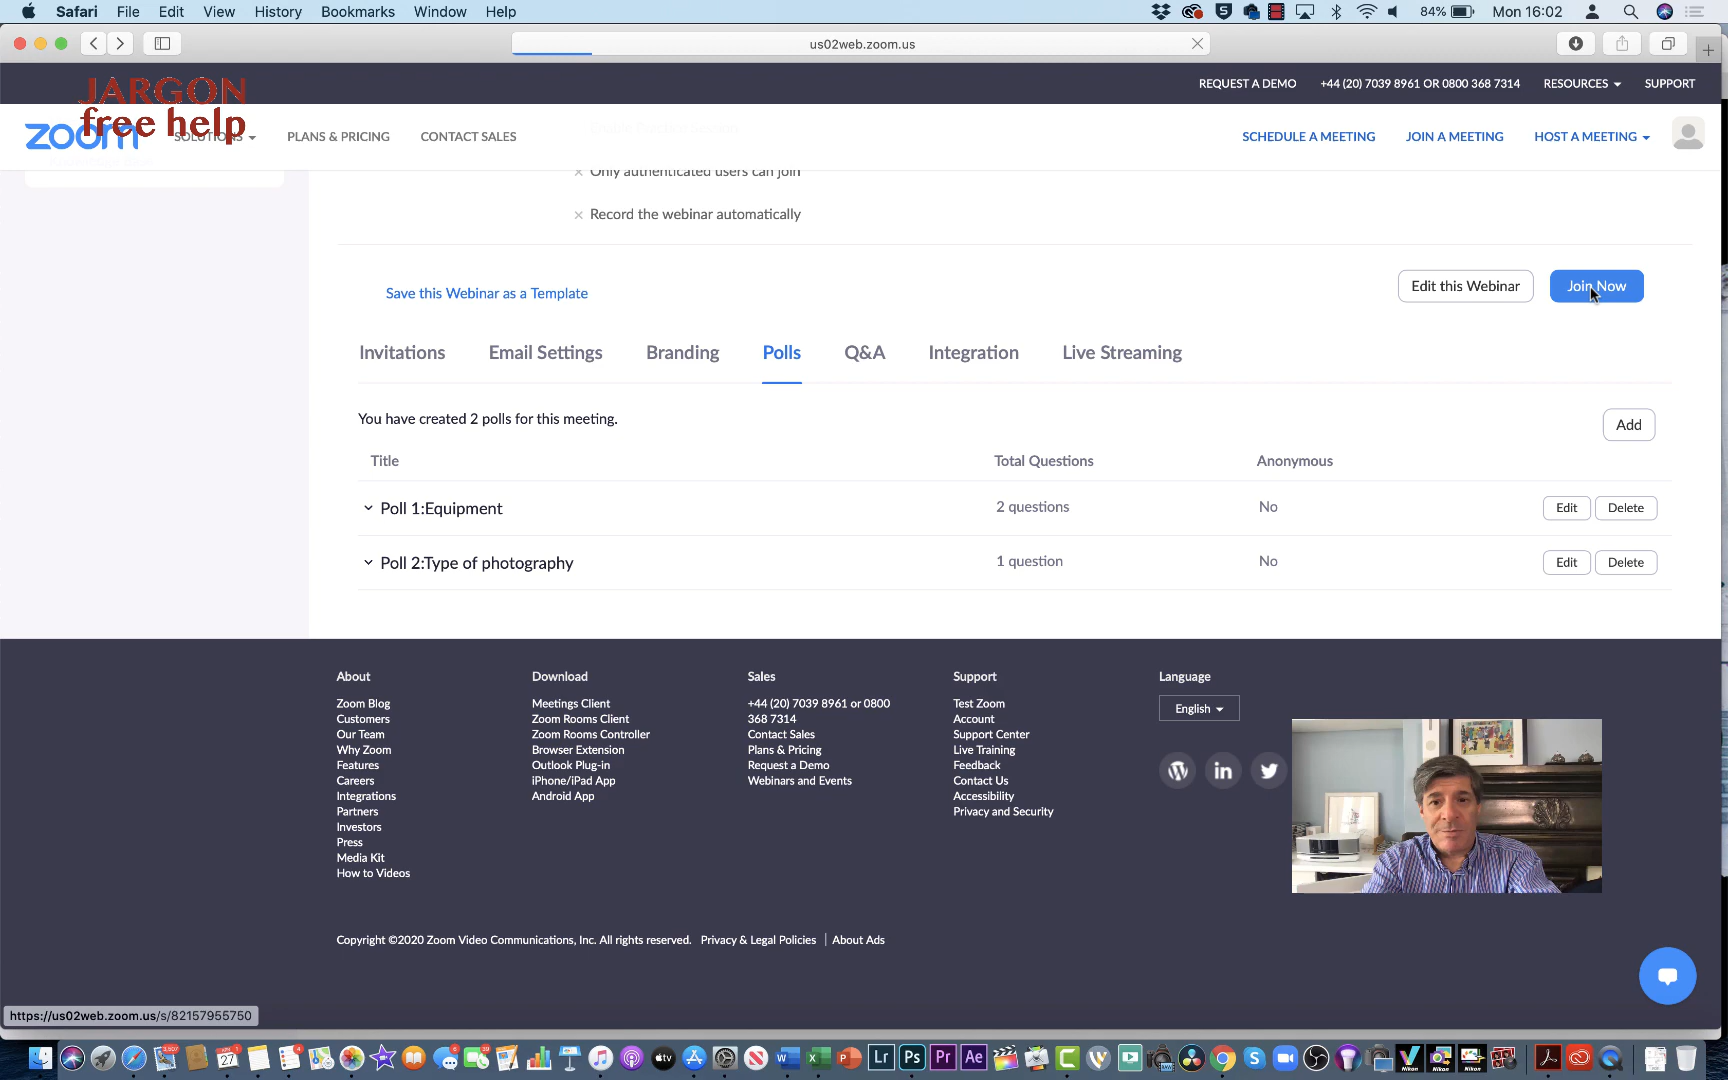 Safari File Edit View History Bookmarks Window Help
84% Mon 16:02
us02web.zoom.us
JARGON
free help
REQUEST A DEMO +44 (20) 7039 8961 OR 0800 368 7314 RESOURCES SUPPORT
zoom SOLUTIONS PLANS & PRICING CONTACT SALES SCHEDULE A MEETING JOIN A MEETING HOST A MEETING
Only authenticated users can join
Record the webinar automatically
Save this Webinar as a Template Edit this Webinar Join Now
Invitations Email Settings Branding Polls Q&A Integration Live Streaming
You have created 2 polls for this meeting. Add
Title Total Questions Anonymous
Poll 1:Equipment 2 questions No Edit Delete
Poll 2:Type of photography 1 question No Edit Delete
About
Zoom Blog
Customers
Our Team
Why Zoom
Features
Careers
Integrations
Partners
Investors
Press
Media Kit
How to Videos
Download
Meetings Client
Zoom Rooms Client
Zoom Rooms Controller
Browser Extension
Outlook Plug-in
iPhone/iPad App
Android App
Sales
+44 (20) 7039 8961 or 0800
368 7314
Contact Sales
Plans & Pricing
Request a Demo
Webinars and Events
Support
Test Zoom
Account
Support Center
Live Training
Feedback
Contact Us
Accessibility
Privacy and Security
Language
English
Copyright ©2020 Zoom Video Communications, Inc. All rights reserved. Privacy & Legal Policies | About Ads
https://us02web.zoom.us/s/82157955750
27 tv W X P Lr Ps Pr Ae